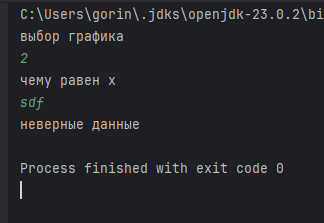 C:\Users\gorin\.jdks\openjdk-23.0.2\bi
выбор графика
2
чему равен х
sdf
неверные данные
Process finished with exit code 0